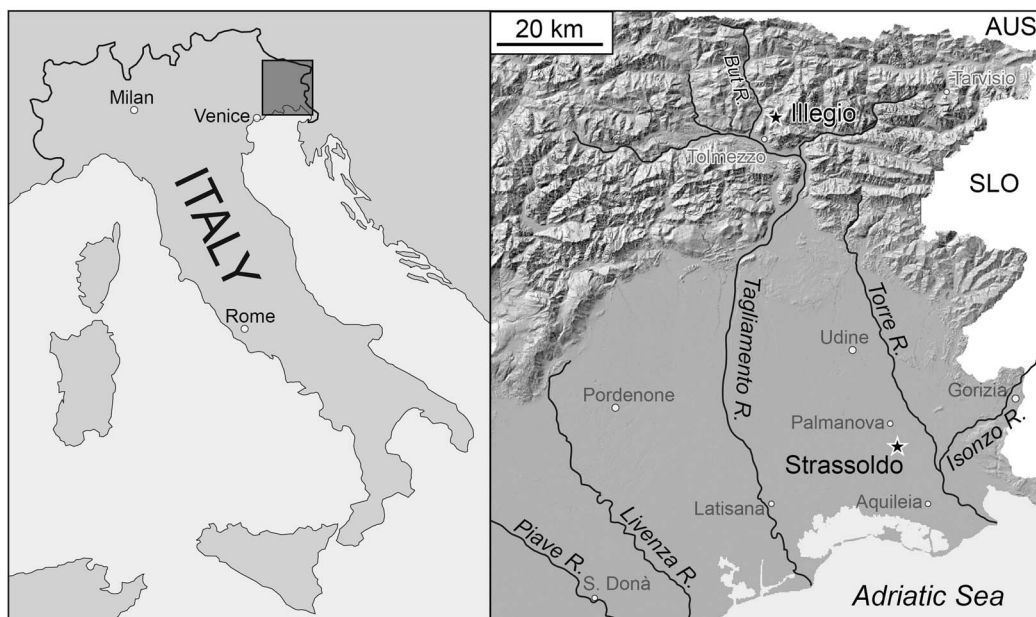 Milan
Venice
ITALY
Rome
20 km
AUS
But R.
Illegio
Tarvisio
Tolmezzo
SLO
Tagliamento R.
Torre R.
Udine
Pordenone
Gorizia
Palmanova
Isonzo R.
Strassoldo
Latisana
Aquileia
Piave R.
Livenza R.
S. Donà
Adriatic Sea